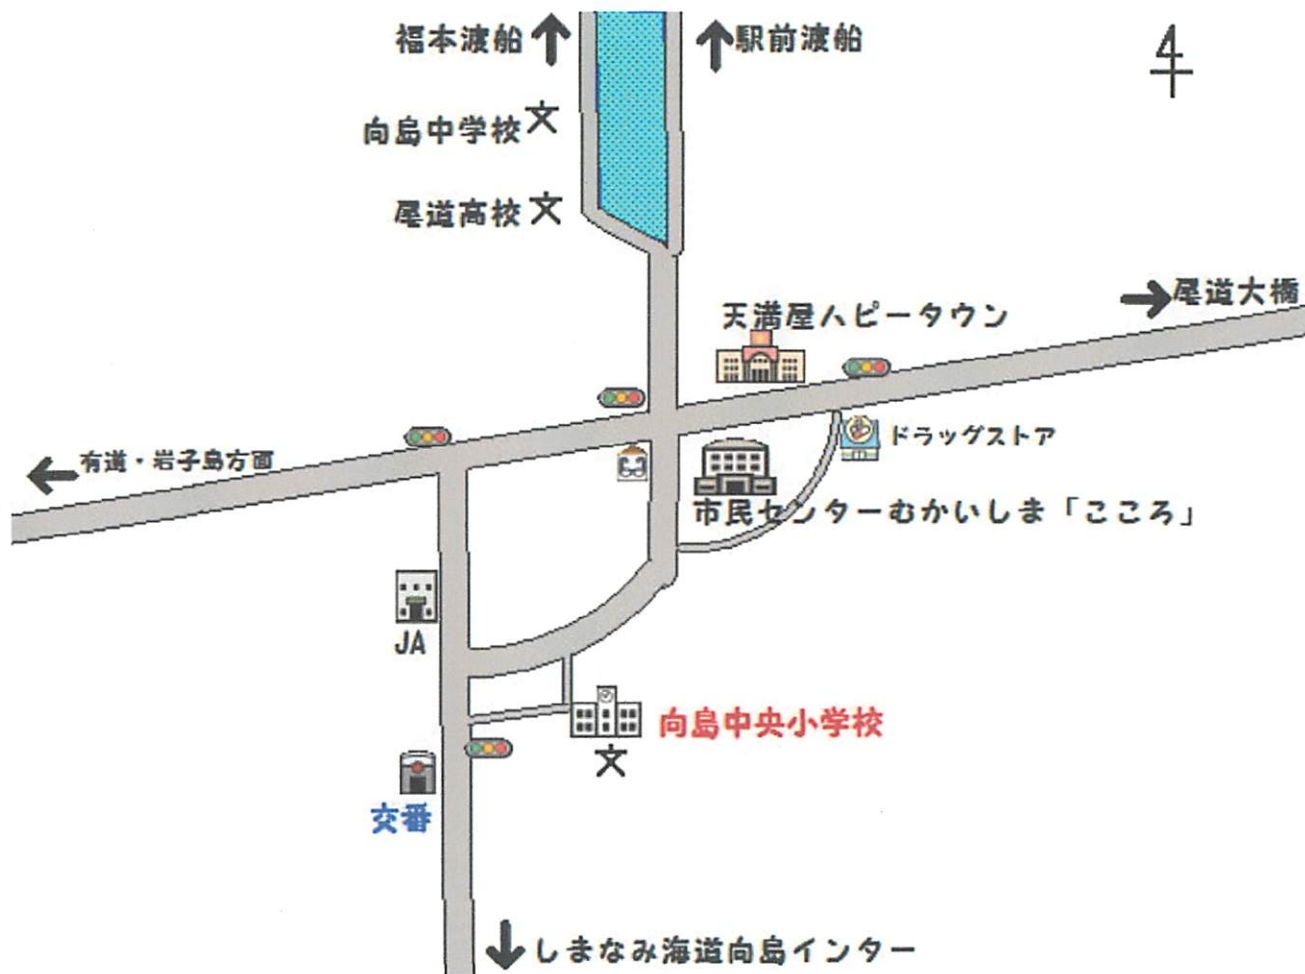 福本渡船
駅前渡船
向島中学校
尾道高校
尾道大橋
天満屋ハピータウン
ドラッグストア
有道・岩子島方面
市民センターむかいしま「こころ」
JA
向島中央小学校
文
交番
しまなみ海道向島インター